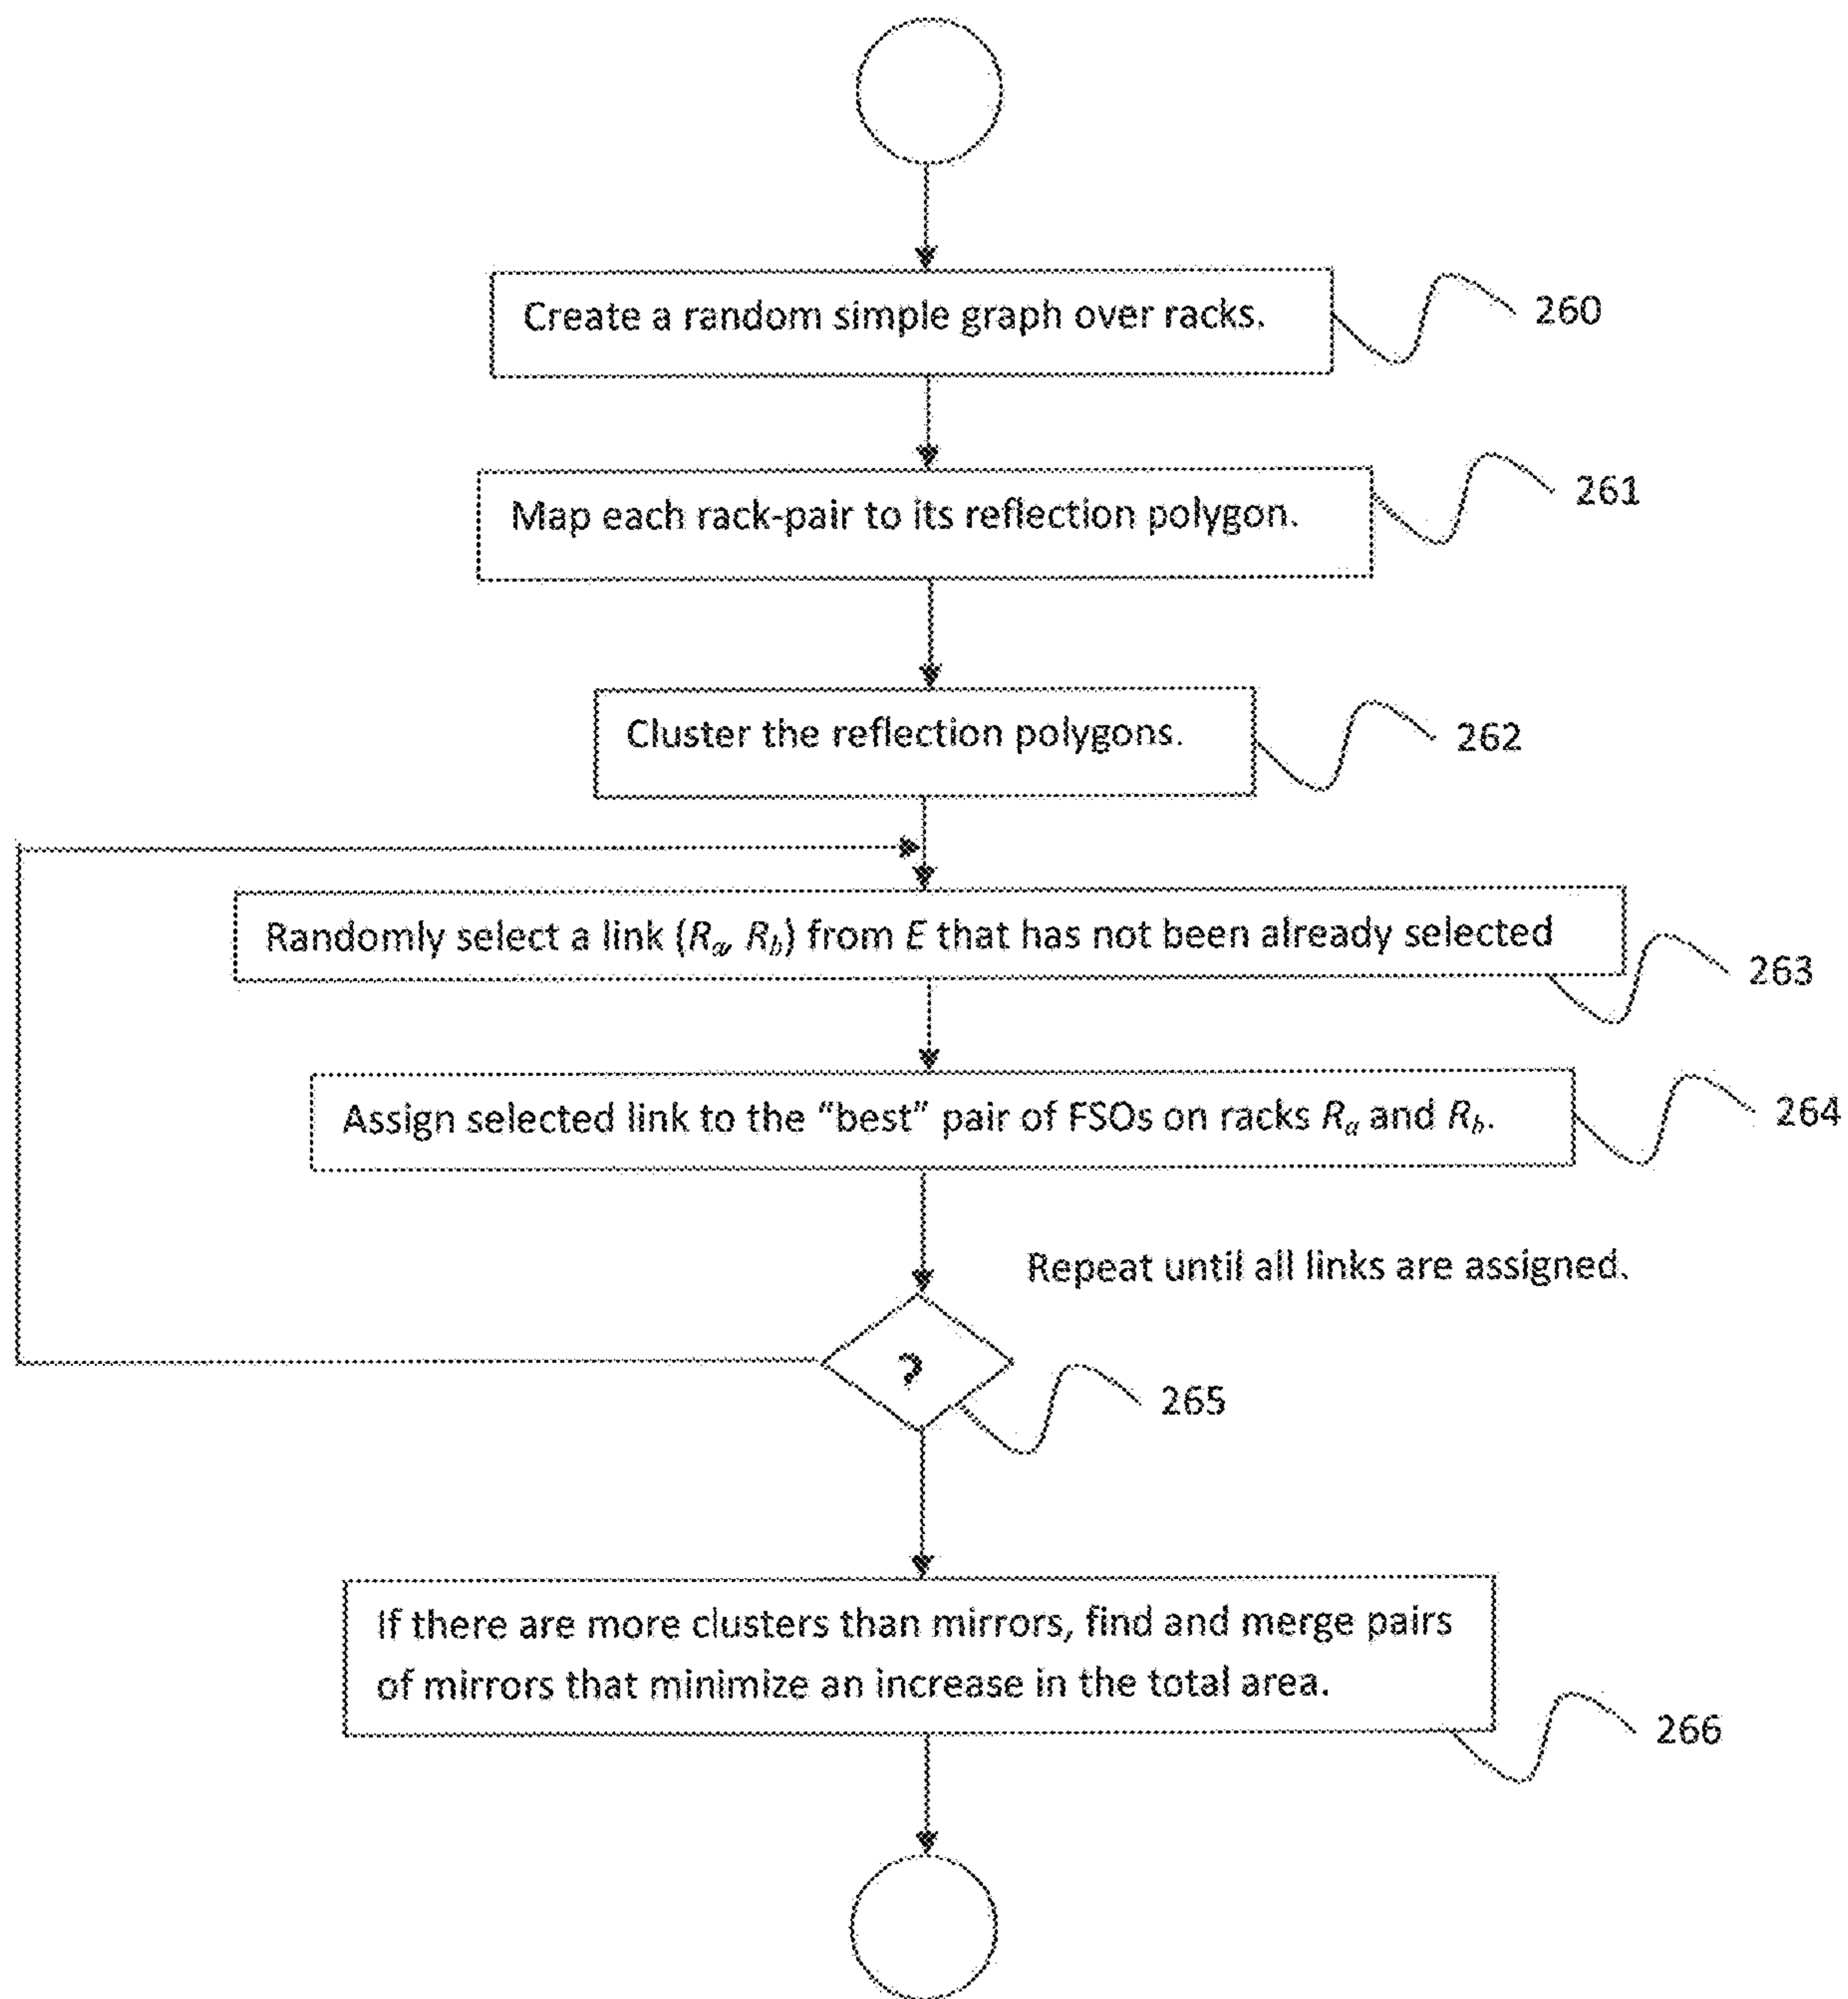 Create a random simple graph over racks.
260
Map each rack-pair to its reflection polygon.
261
Cluster the reflection polygons.
262
Randomly select a link (Ra, Rb) from E that has not been already selected
263
Assign selected link to the “best” pair of FSOs on racks Ra and Rb.
264
Repeat until all links are assigned.
?
265
If there are more clusters than mirrors, find and merge pairs
of mirrors that minimize an increase in the total area.
266